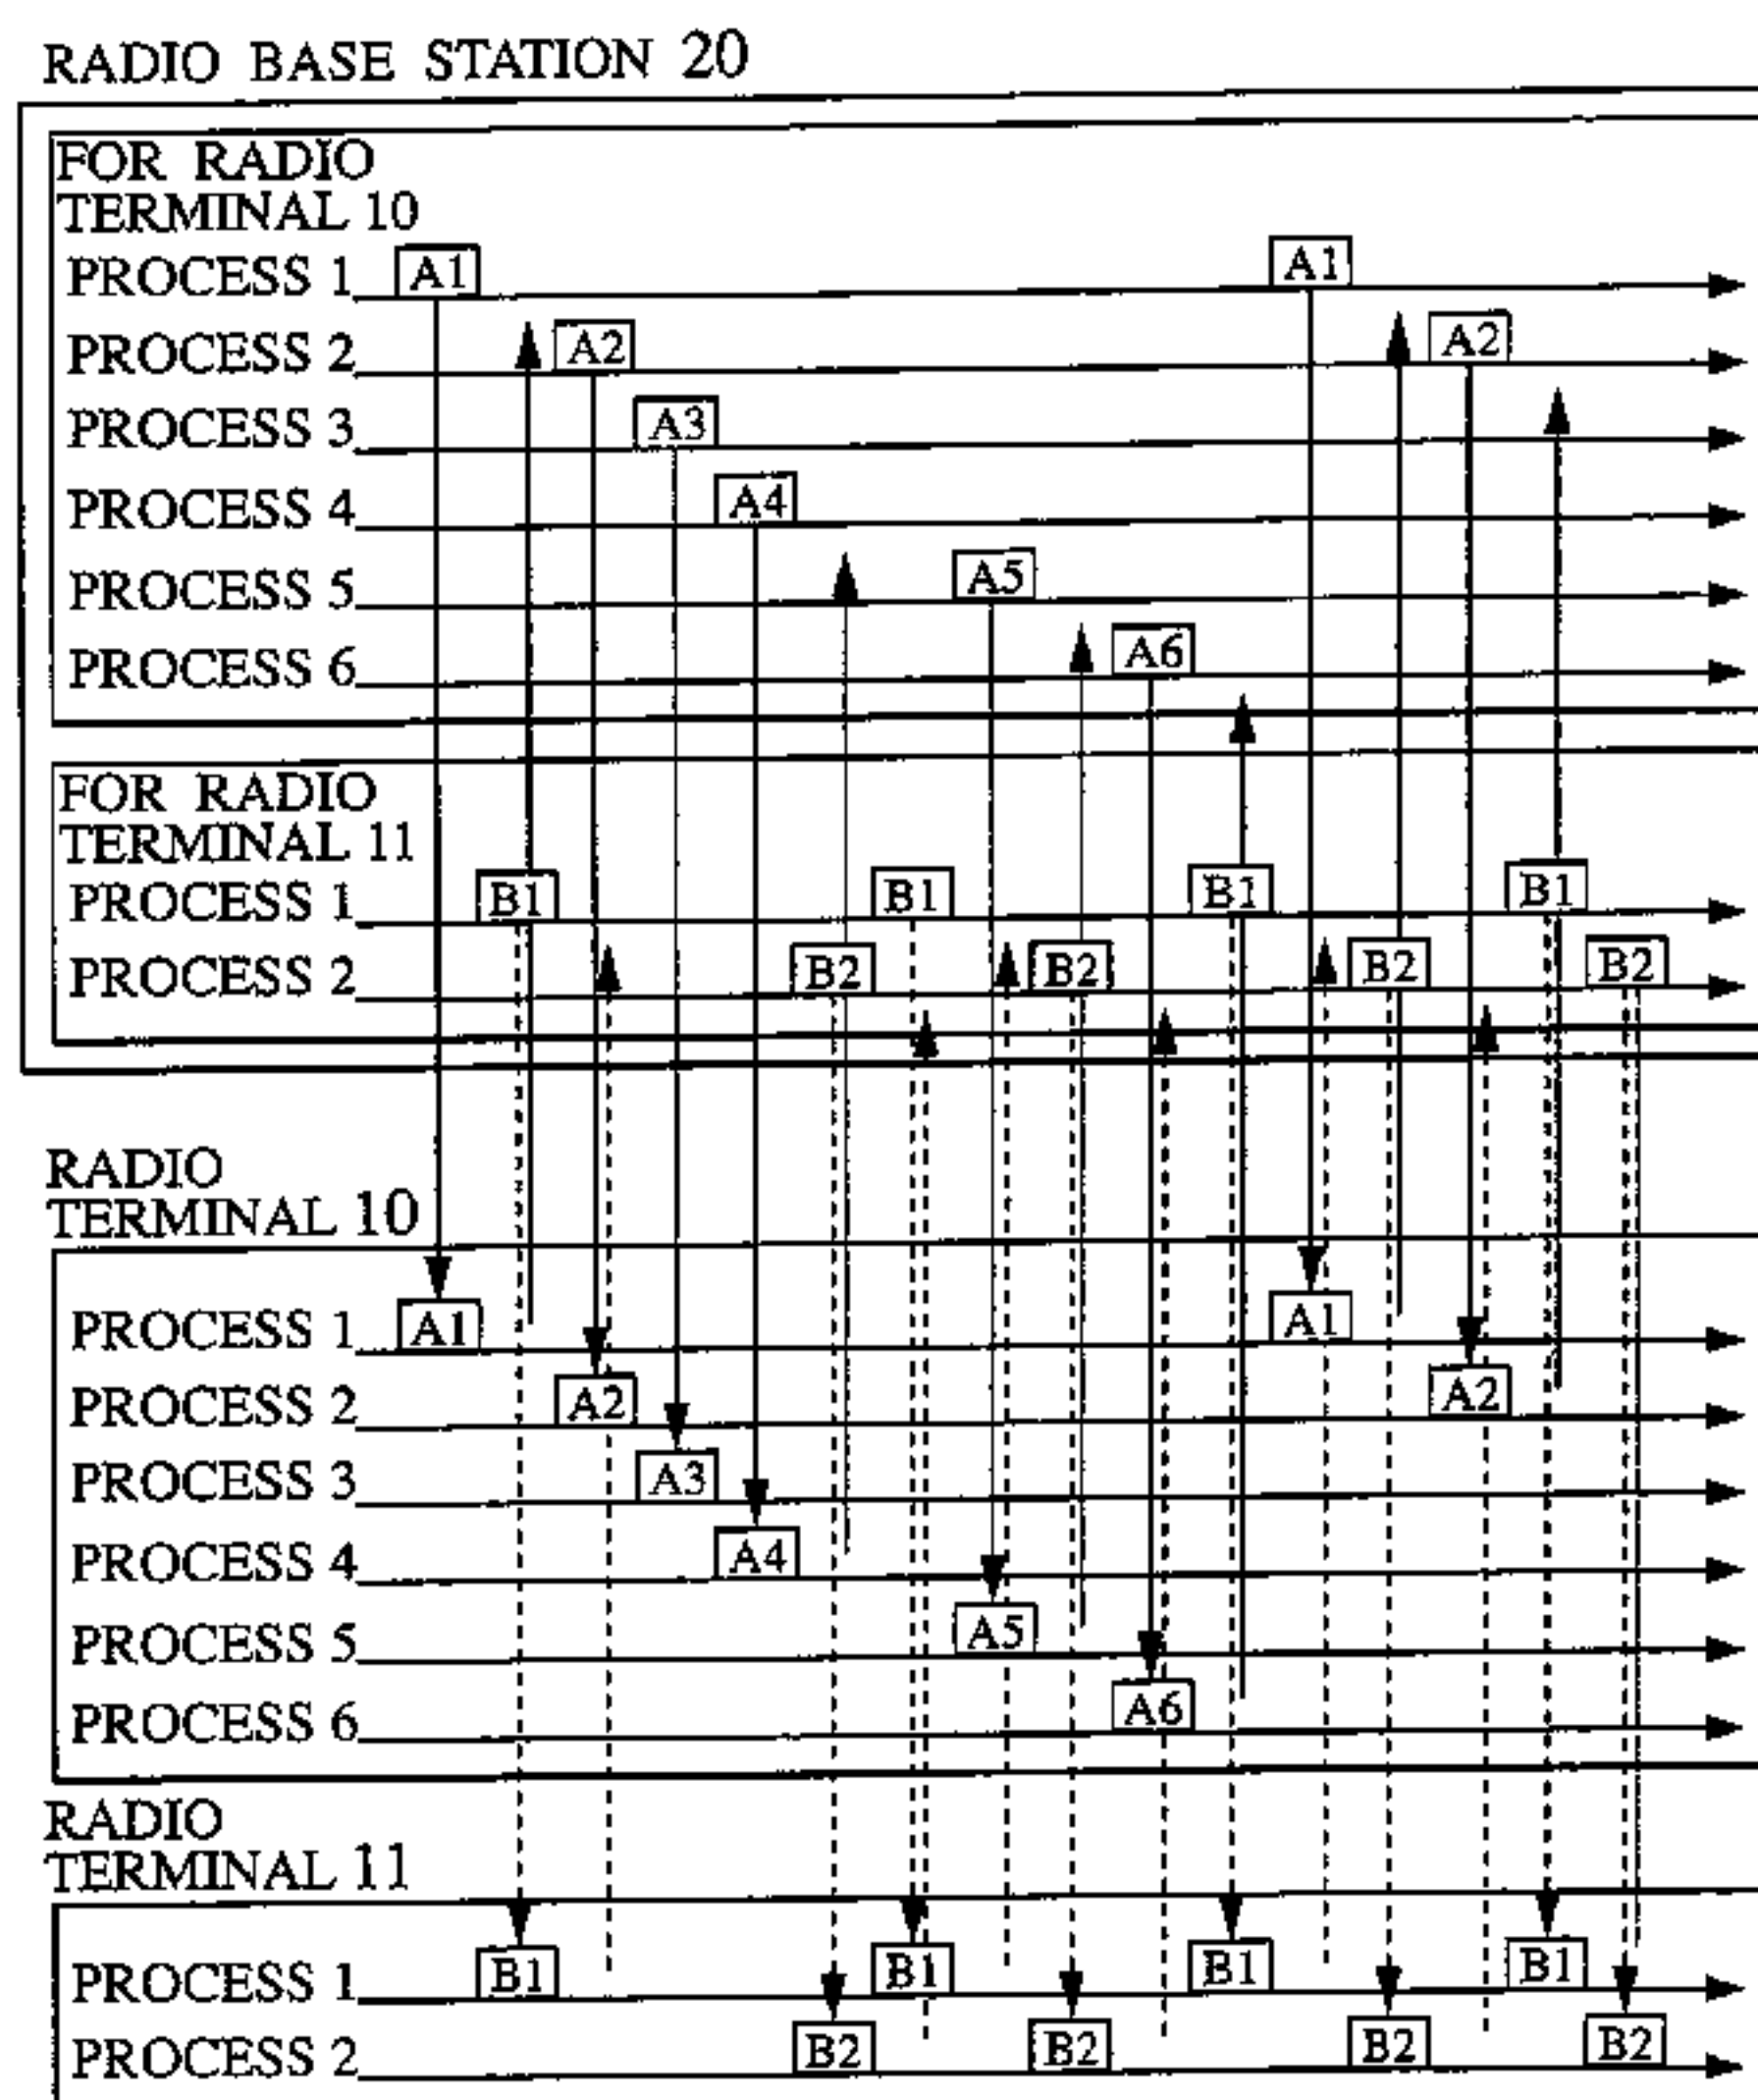 RADIO BASE STATION 20
FOR RADIO
TERMINAL 10
PROCESS 1 A1 A1
PROCESS 2 A2 A2
PROCESS 3 A3
PROCESS 4 A4
PROCESS 5 A5
PROCESS 6 A6
FOR RADIO
TERMINAL 11
PROCESS 1 B1 B1 B1 B1
PROCESS 2 B2 B2 B2 B2
RADIO
TERMINAL 10
PROCESS 1 A1 A1
PROCESS 2 A2 A2
PROCESS 3 A3
PROCESS 4 A4
PROCESS 5 A5
PROCESS 6 A6
RADIO
TERMINAL 11
PROCESS 1 B1 B1 B1 B1
PROCESS 2 B2 B2 B2 B2